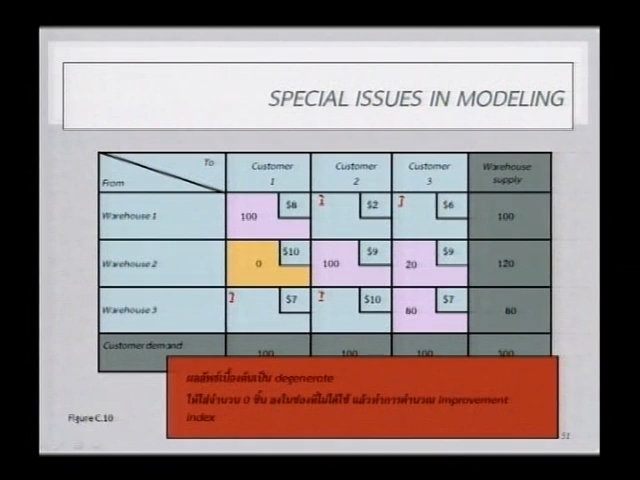 SPECIAL ISSUES IN MODELING
To
From
Customer 1
Customer 2
Customer 3
Warehouse supply
Warehouse 1
100
$8
$2
$6
100
Warehouse 2
0
$10
100
$9
20
$9
120
Warehouse 3
$7
$10
80
$7
80
Customer demand
100
100
100
300
ผลลัพธ์เบื้องต้นเป็น degenerate
ให้ใส่จำนวน 0 ชิ้น ลงในช่องที่ไม่ได้ใช้ แล้วทำการคำนวณ improvement
index
Figure C.10
51